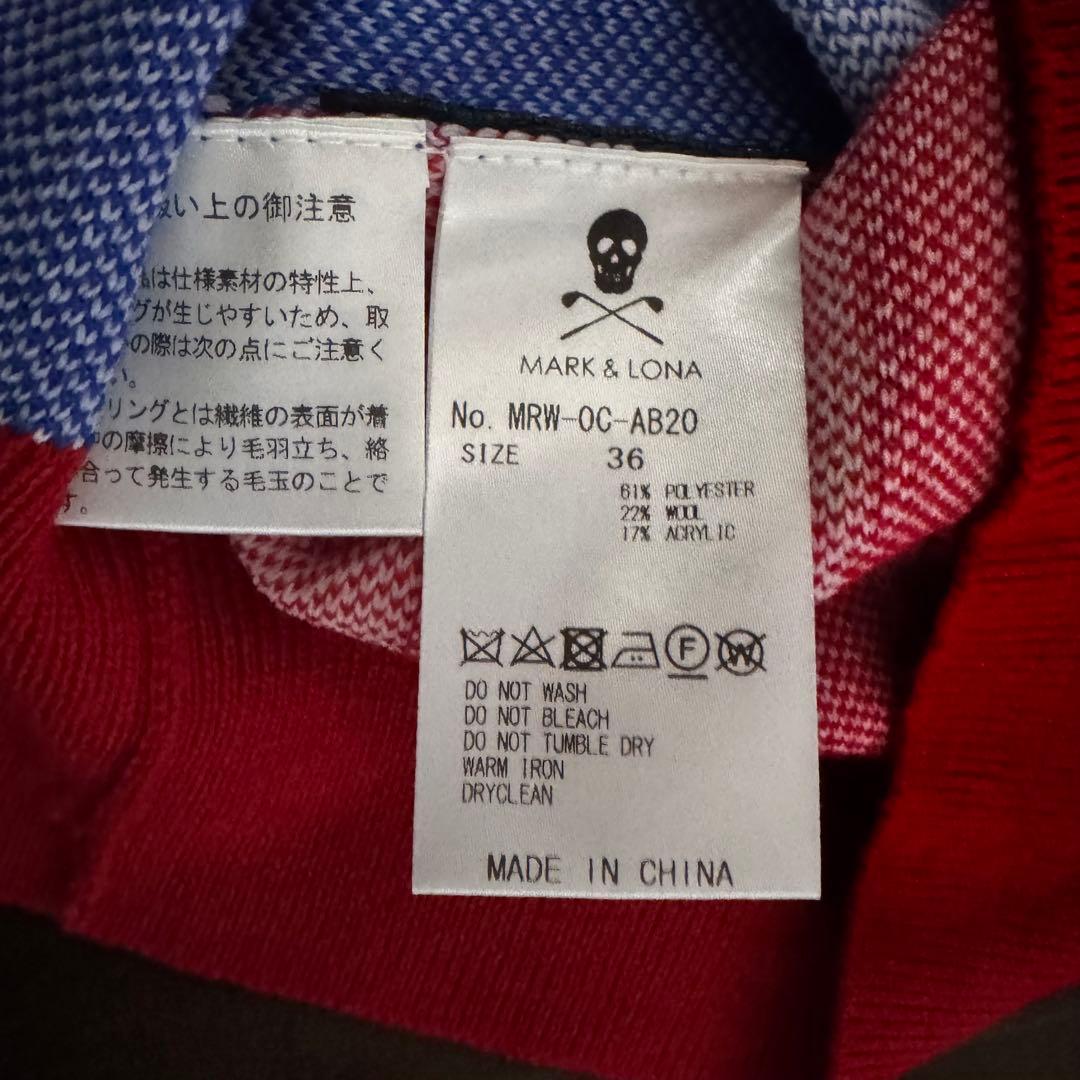 い上の御注意
は仕様素材の特性上、
グが生じやすいため、取
の際は次の点にご注意く
い。
リングとは繊維の表面が着
の摩擦により毛羽立ち、絡
合って発生する毛玉のことで
す。
MARK & LONA
No. MRW-OC-AB20
SIZE 36
61% POLYESTER
22% WOOL
17% ACRYLIC
F W
DO NOT WASH
DO NOT BLEACH
DO NOT TUMBLE DRY
WARM IRON
DRYCLEAN
MADE IN CHINA